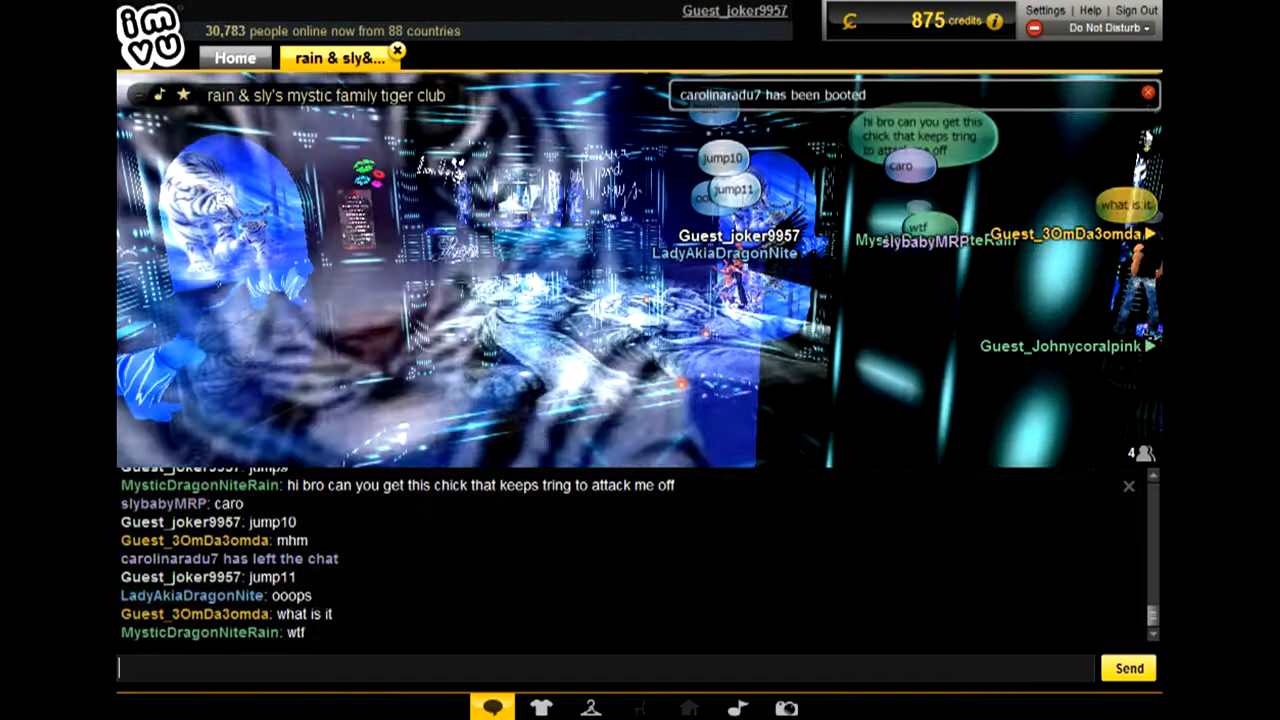 imvu
Guest_joker9957
30,783 people online now from 88 countries
875 credits
Settings | Help | Sign Out
Do Not Disturb
Home
rain & sly&...
rain & sly's mystic family tiger club
carolinaradu7 has been booted
hi bro can you get this
chick that keeps tring
to me off
jump10
caro
jump11
what is it
wtf
Guest_joker9957
Guest_3OmDa3omda
slybabyMRP
LadyAkiaDragonNite
Guest_Johnycoralpink
4
Guest_joker9957: jump9
MysticDragonNiteRain: hi bro can you get this chick that keeps tring to attack me off
slybabyMRP: caro
Guest_joker9957: jump10
Guest_3OmDa3omda: mhm
carolinaradu7 has left the chat
Guest_joker9957: jump11
LadyAkiaDragonNite: ooops
Guest_3OmDa3omda: what is it
MysticDragonNiteRain: wtf
Send